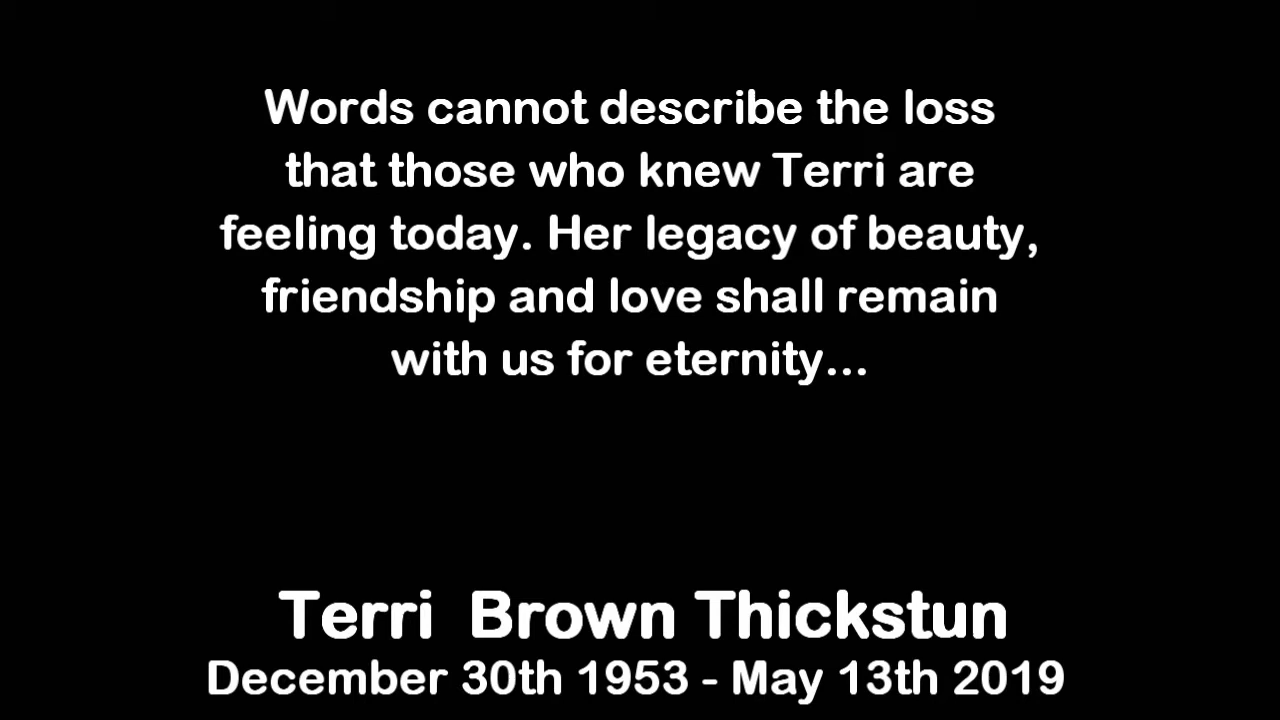 Words cannot describe the loss
that those who knew Terri are
feeling today. Her legacy of beauty,
friendship and love shall remain
with us for eternity...
Terri  Brown Thickstun
December 30th 1953 - May 13th 2019